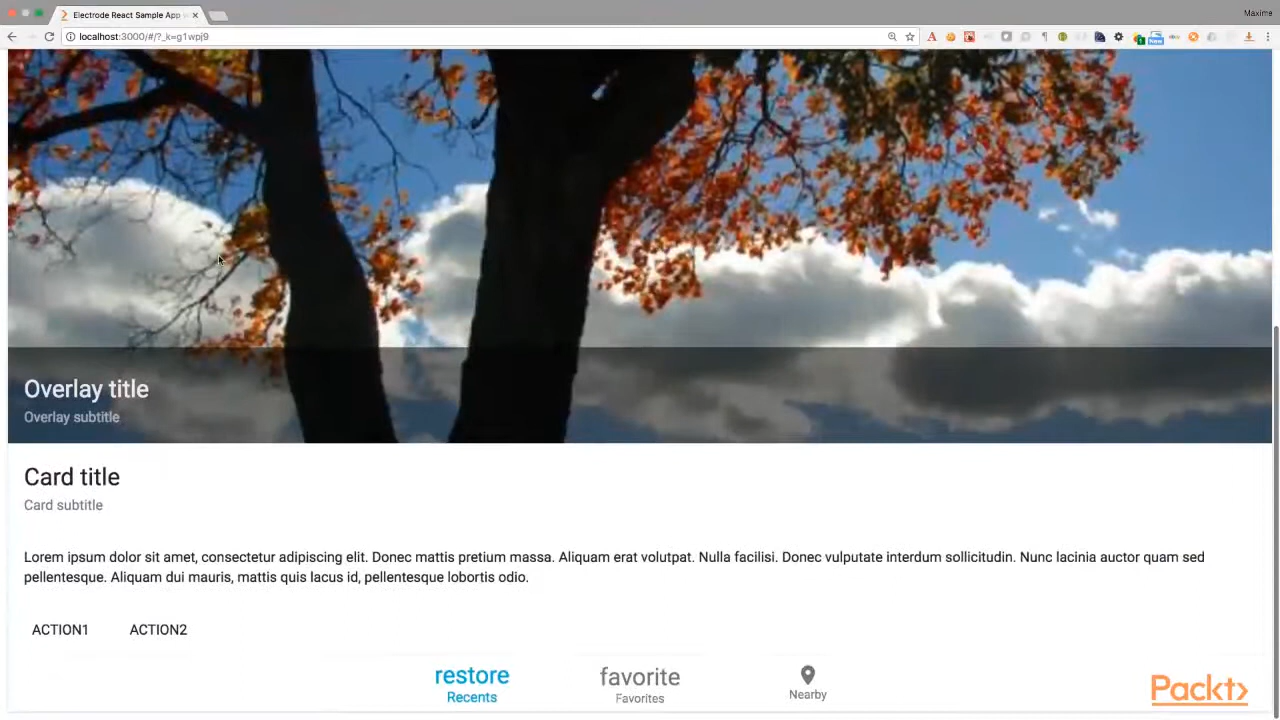 Electrode React Sample App
Maxime
localhost:3000/#/?_k=g1wpj9
New
Overlay title
Overlay subtitle
Card title
Card subtitle
Lorem ipsum dolor sit amet, consectetur adipiscing elit. Donec mattis pretium massa. Aliquam erat volutpat. Nulla facilisi. Donec vulputate interdum sollicitudin. Nunc lacinia auctor quam sed
pellentesque. Aliquam dui mauris, mattis quis lacus id, pellentesque lobortis odio.
ACTION1 ACTION2
restore favorite
Recents Favorites Nearby
Packt>